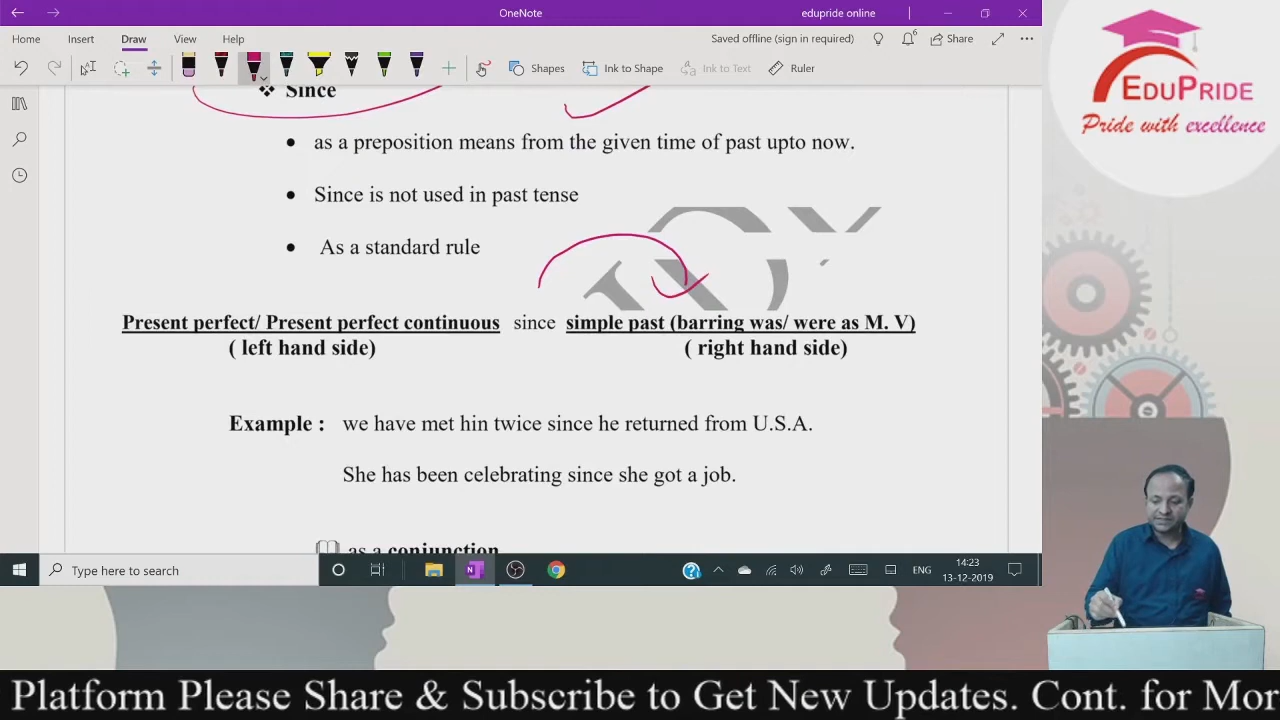 OneNote
edupride online
Home Insert Draw View Help
Saved offline (sign in required)
Share
Shapes
Ink to Shape
Ink to Text
Ruler
❖ Since
• as a preposition means from the given time of past upto now.
• Since is not used in past tense
• As a standard rule
Present perfect/ Present perfect continuous since simple past (barring was/ were as M. V)
( left hand side) ( right hand side)
Example : we have met hin twice since he returned from U.S.A.
She has been celebrating since she got a job.
as a conjunction
Type here to search
ENG
14:23
13-12-2019
EDUPRIDE
Pride with excellence
Platform Please Share & Subscribe to Get New Updates. Cont. for Mor